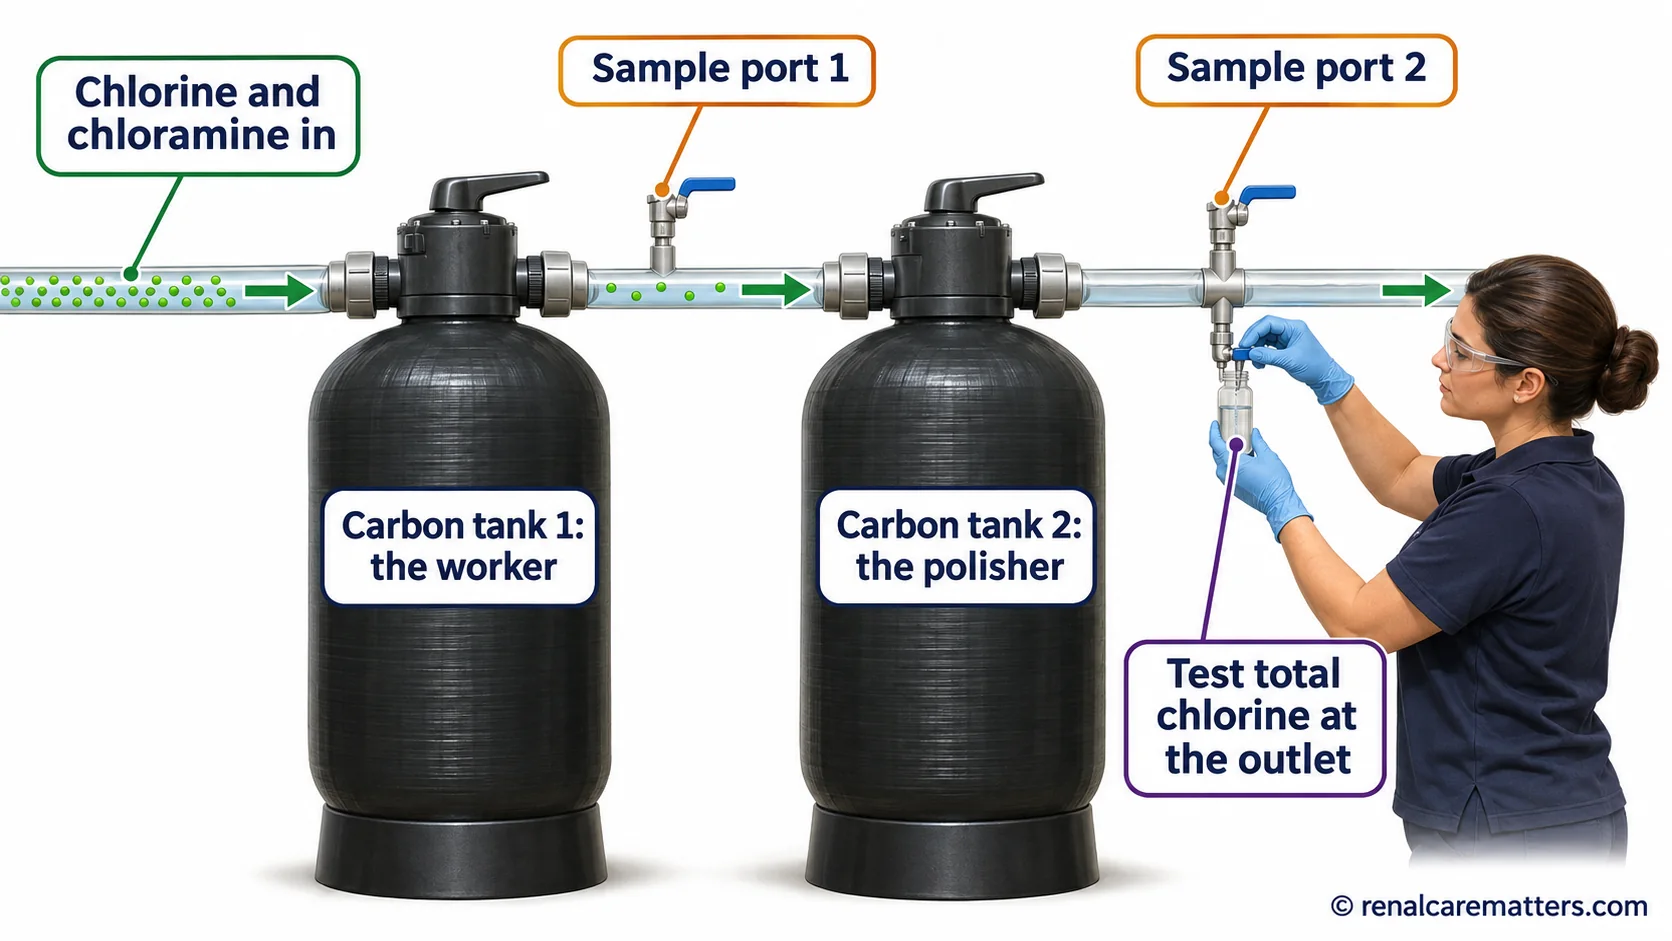 Chlorine and
chloramine in
Sample port 1
Sample port 2
Carbon tank 1:
the worker
Carbon tank 2:
the polisher
Test total
chlorine at
the outlet
© renalcarematters.com